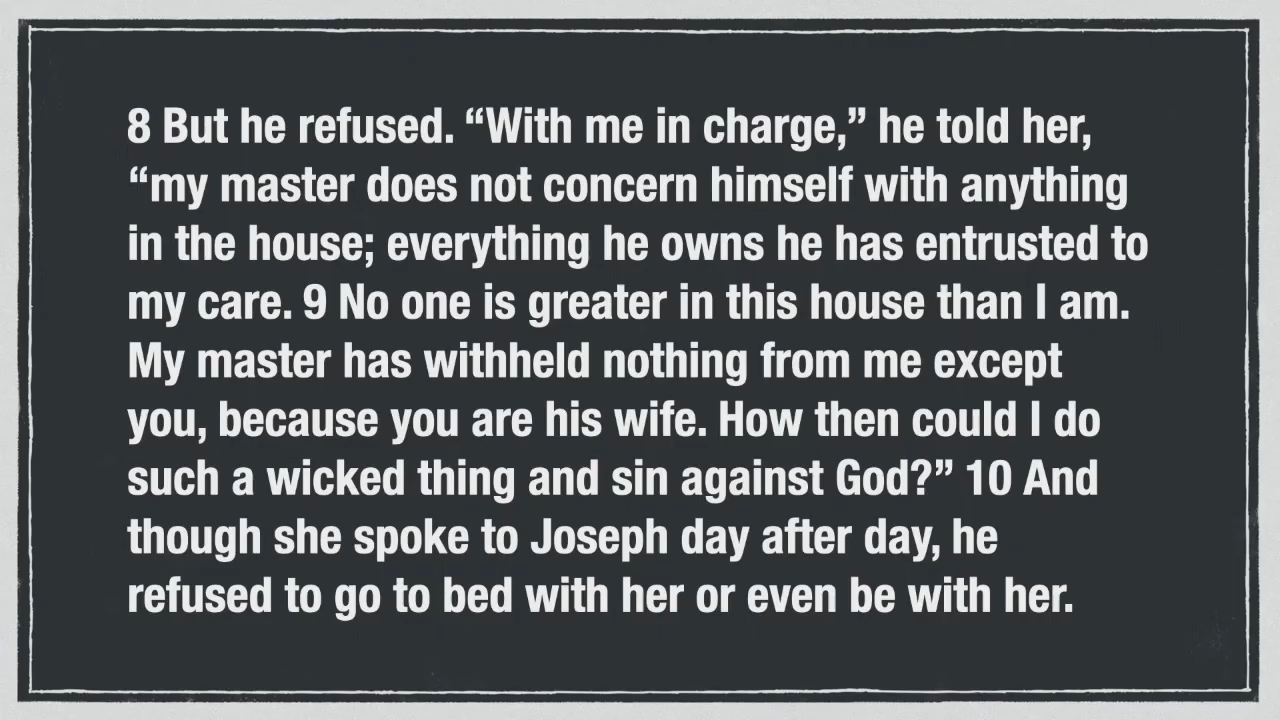 8 But he refused. “With me in charge,” he told her,
“my master does not concern himself with anything
in the house; everything he owns he has entrusted to
my care. 9 No one is greater in this house than I am.
My master has withheld nothing from me except
you, because you are his wife. How then could I do
such a wicked thing and sin against God?” 10 And
though she spoke to Joseph day after day, he
refused to go to bed with her or even be with her.